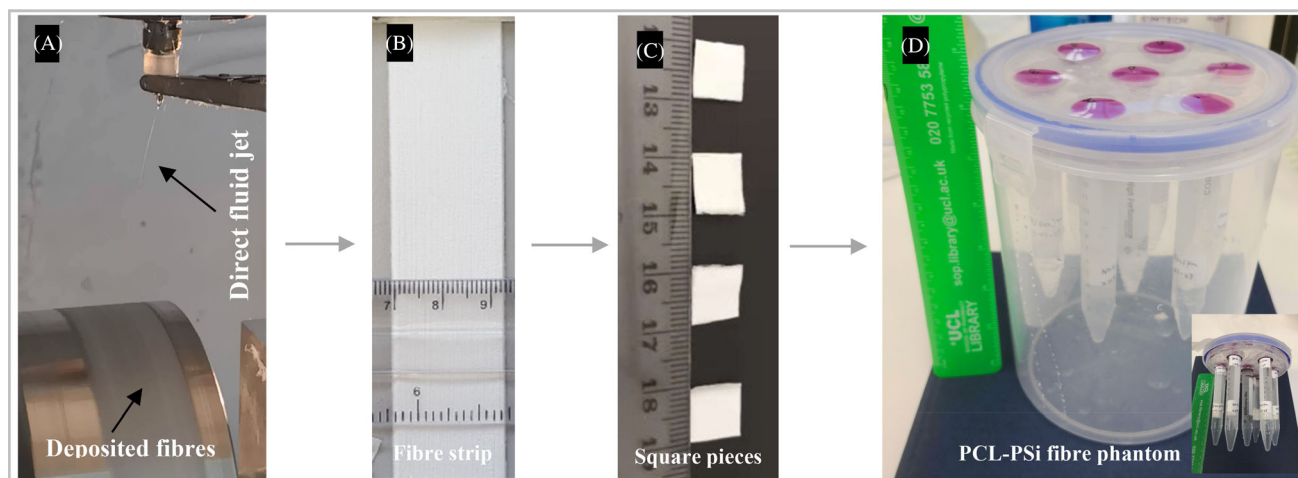 (A)
Direct fluid jet
Deposited fibres
(B)
7 8 9
6
Fibre strip
(C)
13
14
15
16
17
18
Square pieces
(D)
020 7753 58
sop.library@ucl.ac.uk
UCL
LIBRARY
PCL-PSi fibre phantom